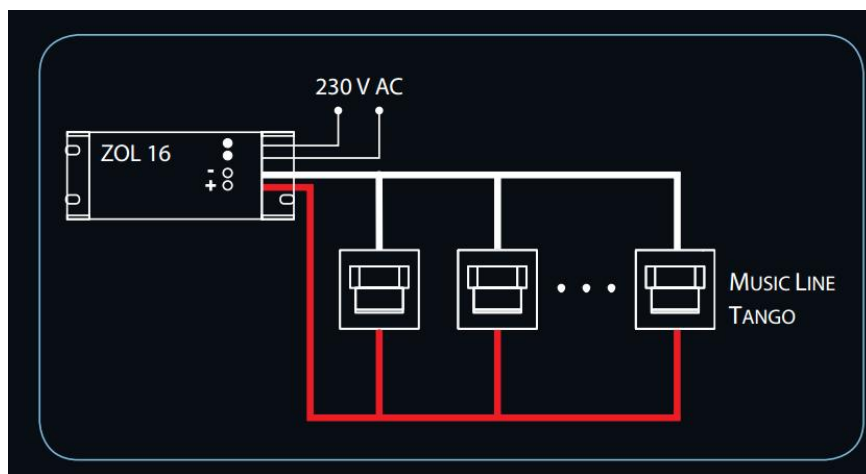 230 V AC
ZOL 16
-
+
MUSIC LINE
TANGO